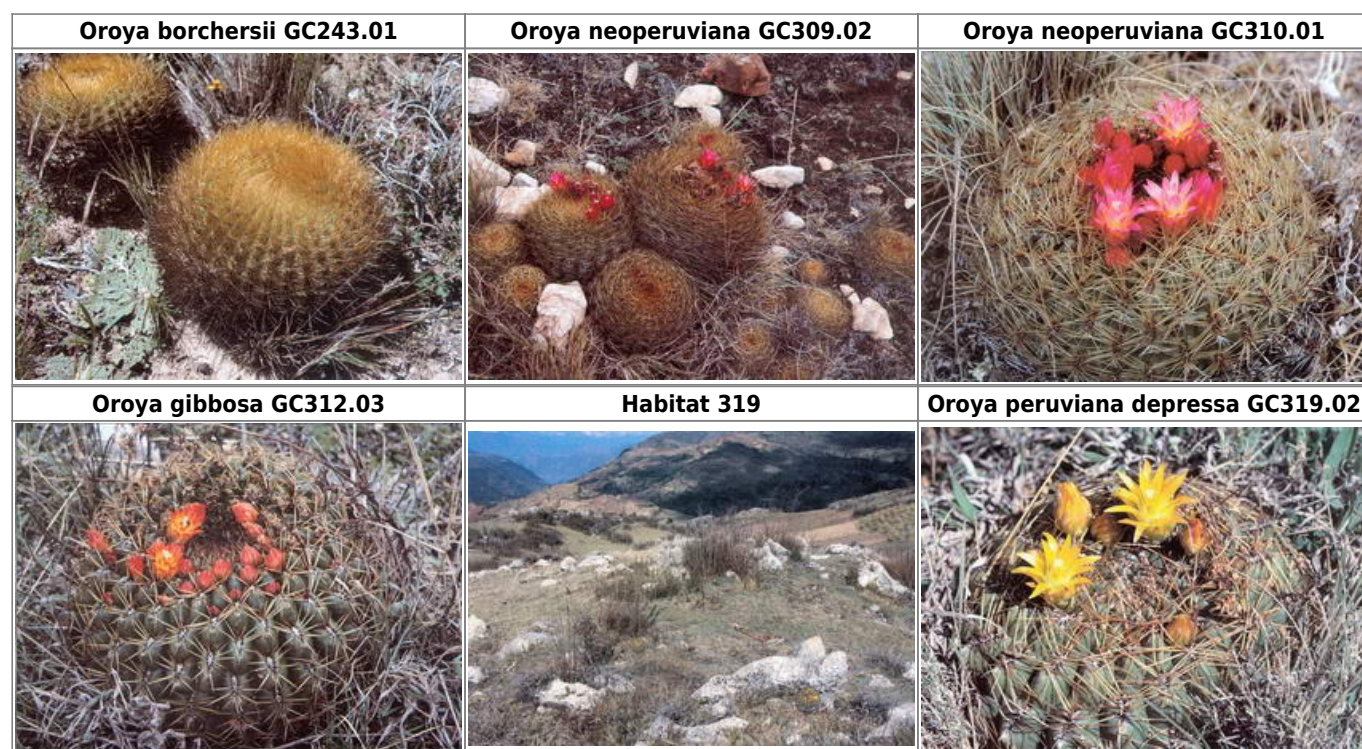 Oroya borchersii GC243.01
Oroya neoperuviana GC309.02
Oroya neoperuviana GC310.01
Oroya gibbosa GC312.03
Habitat 319
Oroya peruviana depressa GC319.02